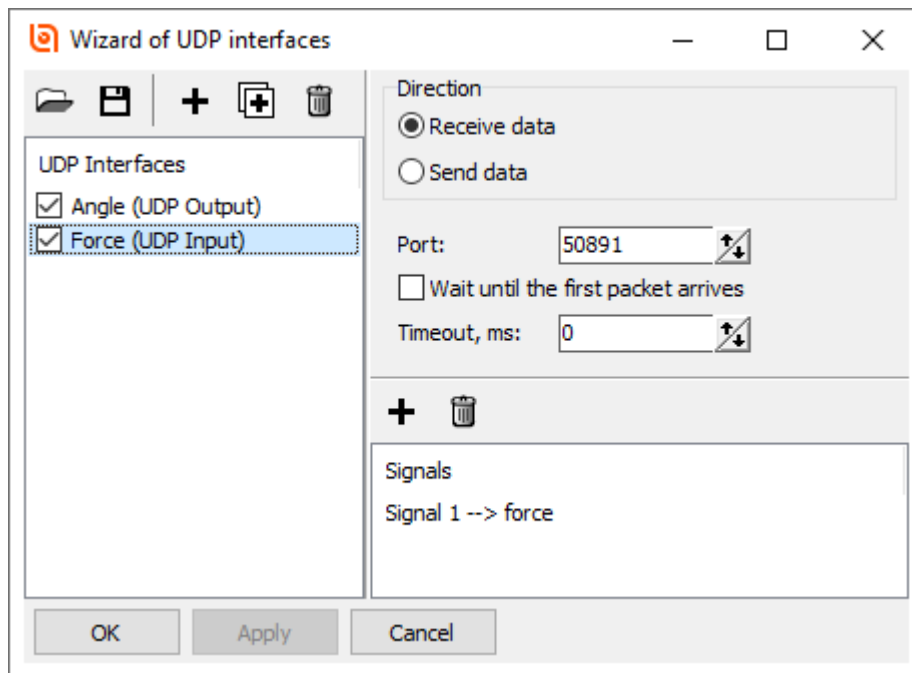 Wizard of UDP interfaces
UDP Interfaces
Angle (UDP Output)
Force (UDP Input)
Direction
Receive data
Send data
Port: 50891
Wait until the first packet arrives
Timeout, ms: 0
Signals
Signal 1 --> force
OK Apply Cancel